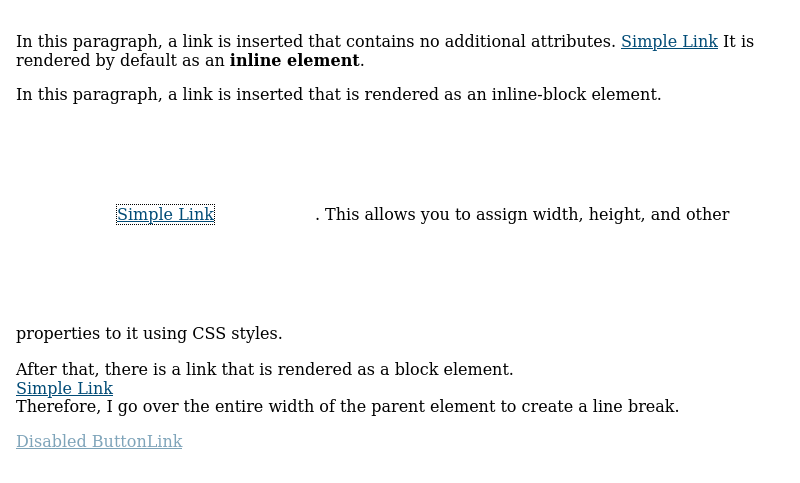 In this paragraph, a link is inserted that contains no additional attributes. Simple Link It is
rendered by default as an inline element.
In this paragraph, a link is inserted that is rendered as an inline-block element.
Simple Link . This allows you to assign width, height, and other
properties to it using CSS styles.
After that, there is a link that is rendered as a block element.
Simple Link
Therefore, I go over the entire width of the parent element to create a line break.
Disabled ButtonLink